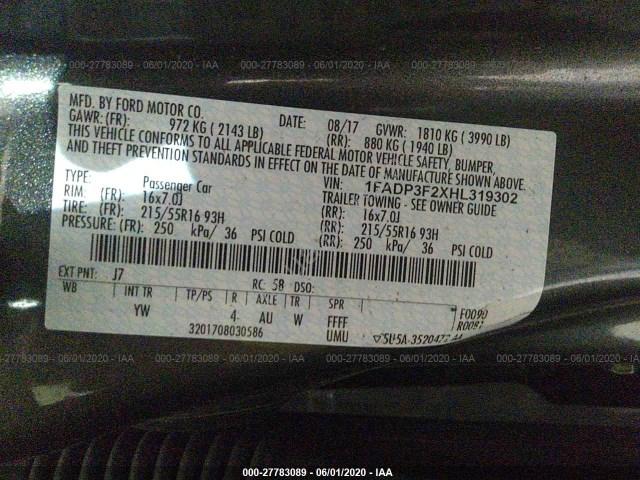 000-27783089 - 06/01/2020 - IAA 000-27783089 - 06/01/2020 - IAA
MFD. BY FORD MOTOR CO. DATE: 08/17 GVWR: 1810 KG ( 3990 LB)
GAWR: (FR): 972 KG ( 2143 LB) (RR): 880 KG ( 1940 LB)
THIS VEHICLE CONFORMS TO ALL APPLICABLE FEDERAL MOTOR VEHICLE SAFETY, BUMPER,
AND THEFT PREVENTION STANDARDS IN EFFECT ON THE DATE OF MANUFACTURE SHOWN ABOVE.
VIN: 1FADP3F2XHL319302
TYPE: Passenger Car TRAILER TOWING - SEE OWNER GUIDE
RIM: (FR): 16x7.0J (RR): 16x7.0J
TIRE: (FR): 215/55R16 93H (RR): 215/55R16 93H
PRESSURE: (FR): 250 kPa/ 36 PSI COLD (RR): 250 kPa/ 36 PSI COLD
EXT PNT: J7 RC: 58 DSO:
WB INT TR TP/PS R AXLE TR SPR F0090
YW 4 AU W FFFF
3201708030586 UMU
000-27783089 - 06/01/2020 - IAA 000-27783089 - 06/01/2020 - IAA
000-27783089 - 06/01/2020 - IAA